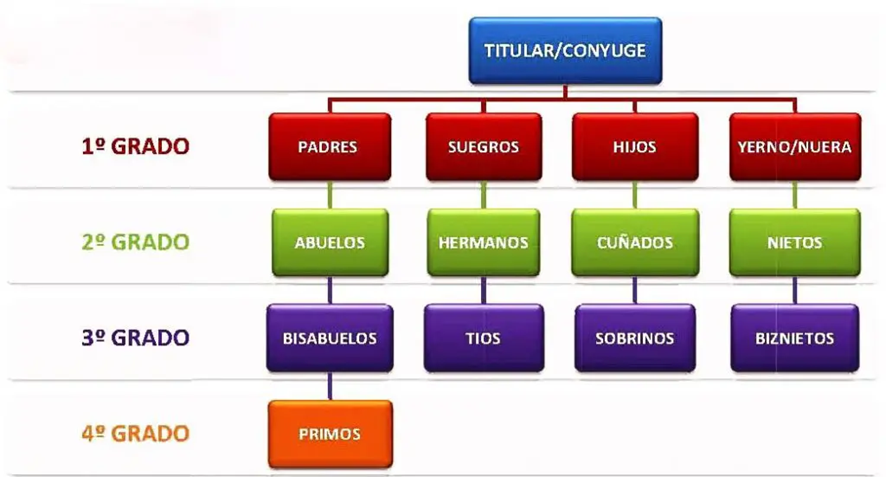 TITULAR/CONYUGE
1º GRADO
PADRES
SUEGROS
HIJOS
YERNO/NUERA
2º GRADO
ABUELOS
HERMANOS
CUÑADOS
NIETOS
3º GRADO
BISABUELOS
TIOS
SOBRINOS
BIZNIETOS
4º GRADO
PRIMOS